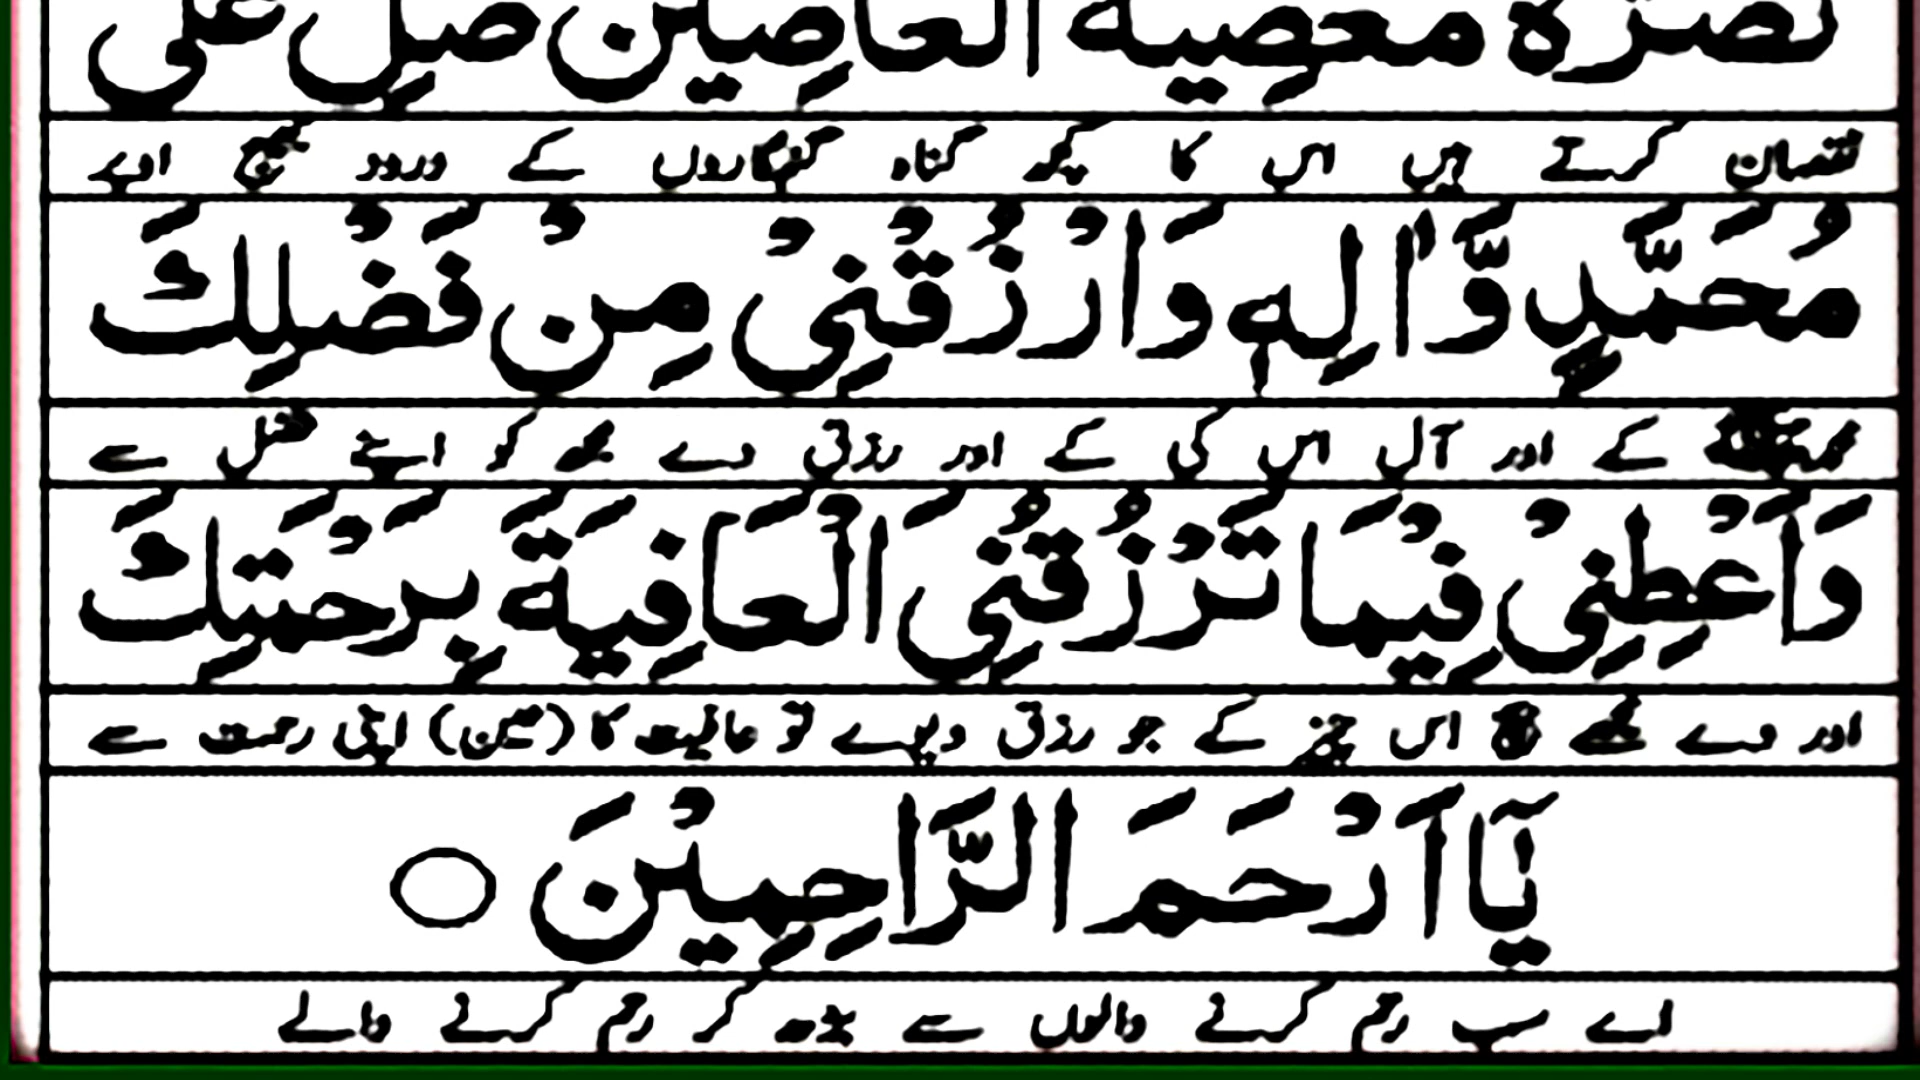 تَضُرُّهٗ مَعْصِيَةُ الْعَاصِيْنَ صَلِّ عَلٰى
نقصان کرتے ہیں اس کا کچھ گناہ گنہگاروں کے درود بھیج اوپر
مُحَمَّدٍ وَّاٰلِهٖ وَارْزُقْنِىْ مِنْ فَضْلِكَ
کے اور آل اس کی کے اور رزق دے مجھ کو اپنے فضل سے
وَاَعْطِنِىْ فِيْمَا تَرْزُقُنِى الْعَافِيَةَ بِرَحْمَتِكَ
اور دے مجھے بیچ اس چیز کے جو رزق دیوے تو عافیت کا (میں) اپنی رحمت سے
يَآ اَرْحَمَ الرَّاحِمِيْنَ
اے سب رحم کرنے والوں سے بڑھ کر رحم کرنے والے